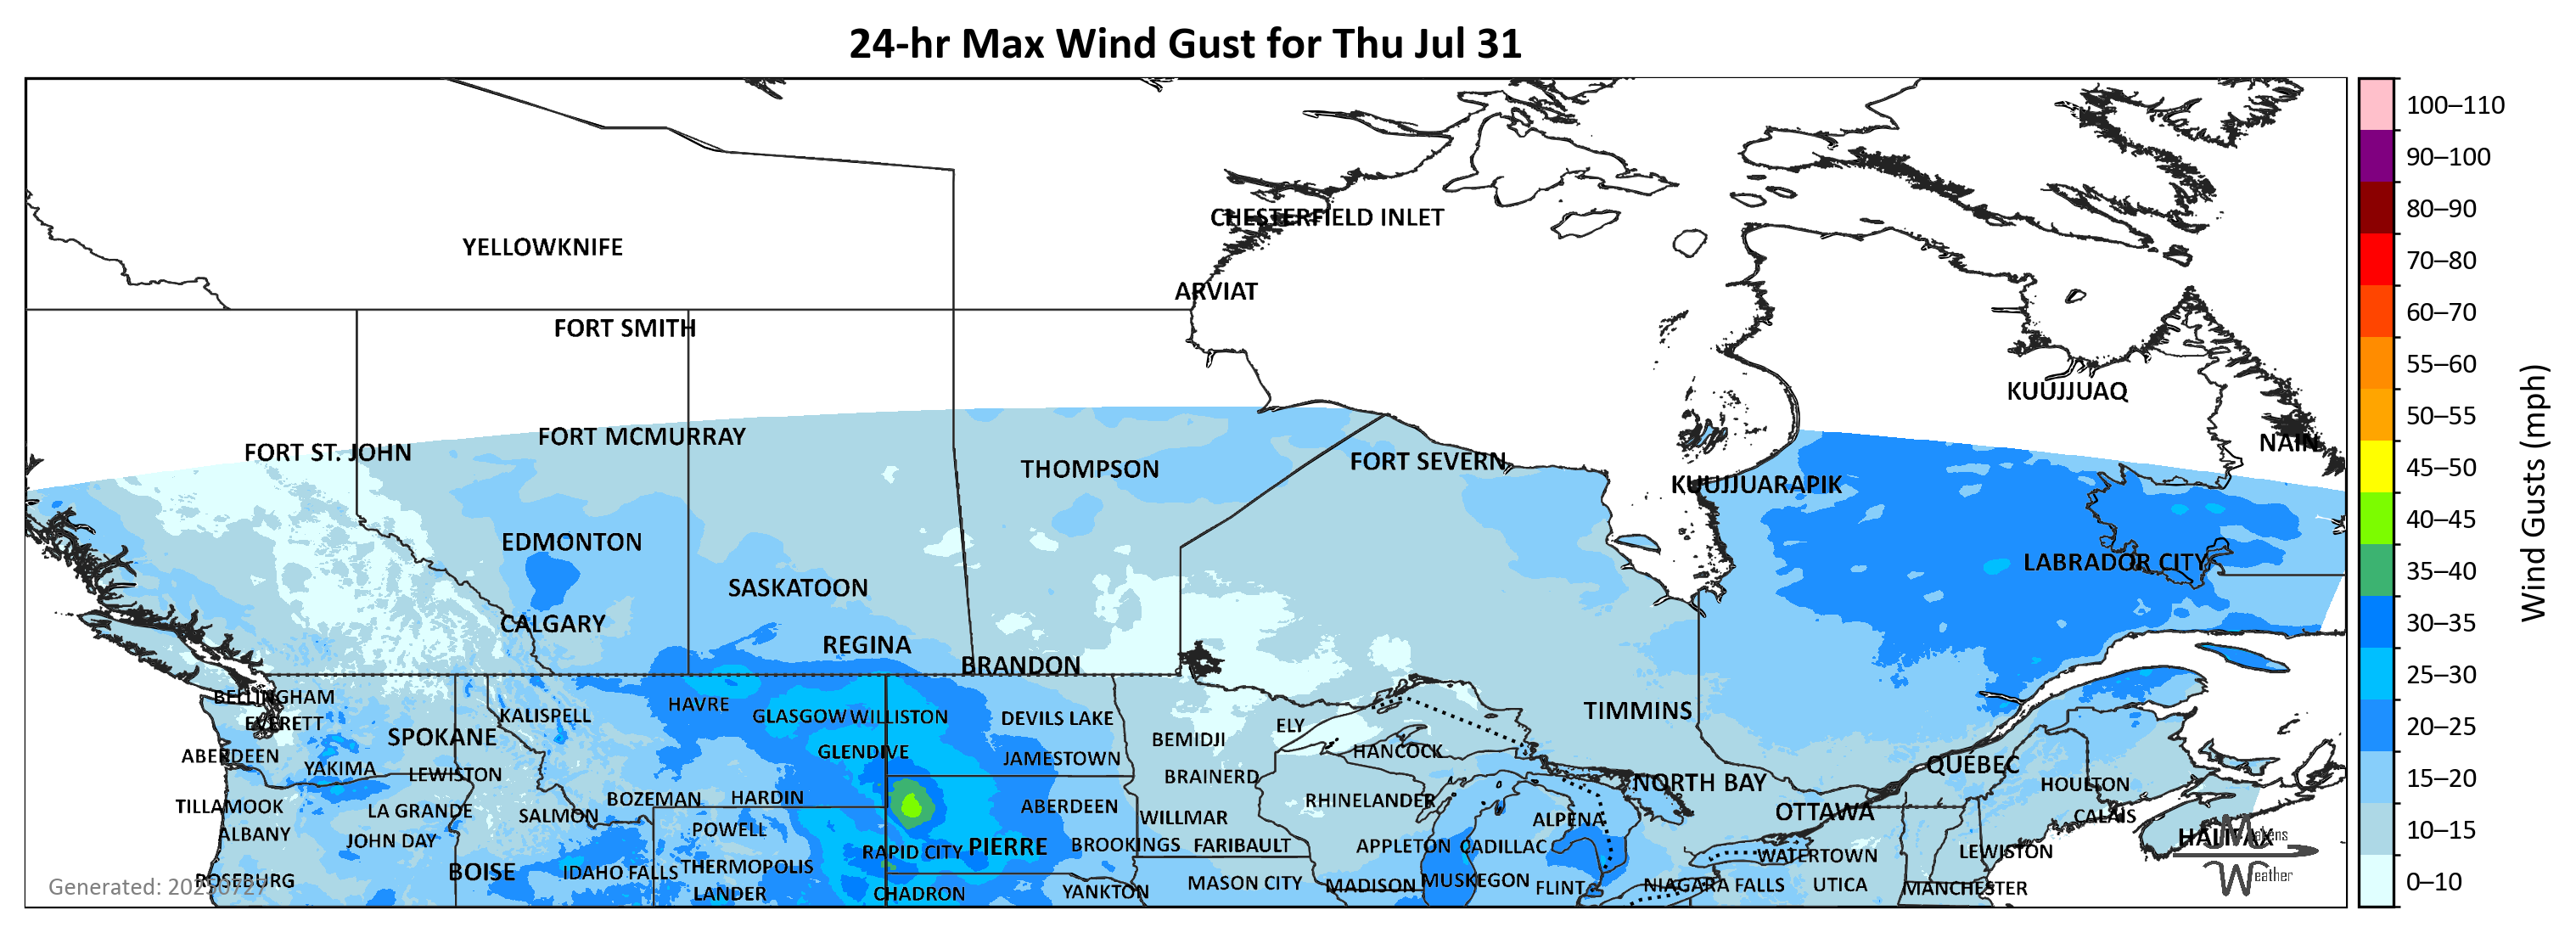 24-hr Max Wind Gust for Thu Jul 31
100–110
90–100
80–90
70–80
60–70
55–60
50–55
45–50
40–45
35–40
30–35
25–30
20–25
15–20
10–15
0–10
Wind Gusts (mph)
CHESTERFIELD INLET
YELLOWKNIFE
ARVIAT
FORT SMITH
KUUJJUAQ
FORT MCMURRAY
NAIN
FORT ST. JOHN
FORT SEVERN
THOMPSON
KUUJJUARAPIK
EDMONTON
LABRADOR CITY
SASKATOON
CALGARY
REGINA
BRANDON
BELLINGHAM
HAVRE
TIMMINS
KALISPELL
GLASGOW
WILLISTON
DEVILS LAKE
EVERETT
ELY
SPOKANE
BEMIDJI
GLENDIVE
HANCOCK
ABERDEEN
JAMESTOWN
QUÉBEC
YAKIMA
LEWISTON
BRAINERD
NORTH BAY
HOULTON
BOZEMAN
HARDIN
RHINELANDER
TILLAMOOK
ABERDEEN
LA GRANDE
OTTAWA
SALMON
CALAIS
WILLMAR
ALPENA
POWELL
ALBANY
HALIFAX
JOHN DAY
BROOKINGS
FARIBAULT
APPLETON
CADILLAC
PIERRE
RAPID CITY
LEWISTON
WATERTOWN
THERMOPOLIS
BOISE
IDAHO FALLS
ROSEBURG
MUSKEGON
MASON CITY
MADISON
FLINT
NIAGARA FALLS
UTICA
MANCHESTER
LANDER
CHADRON
YANKTON
Generated: 20250727
Makens
Weather